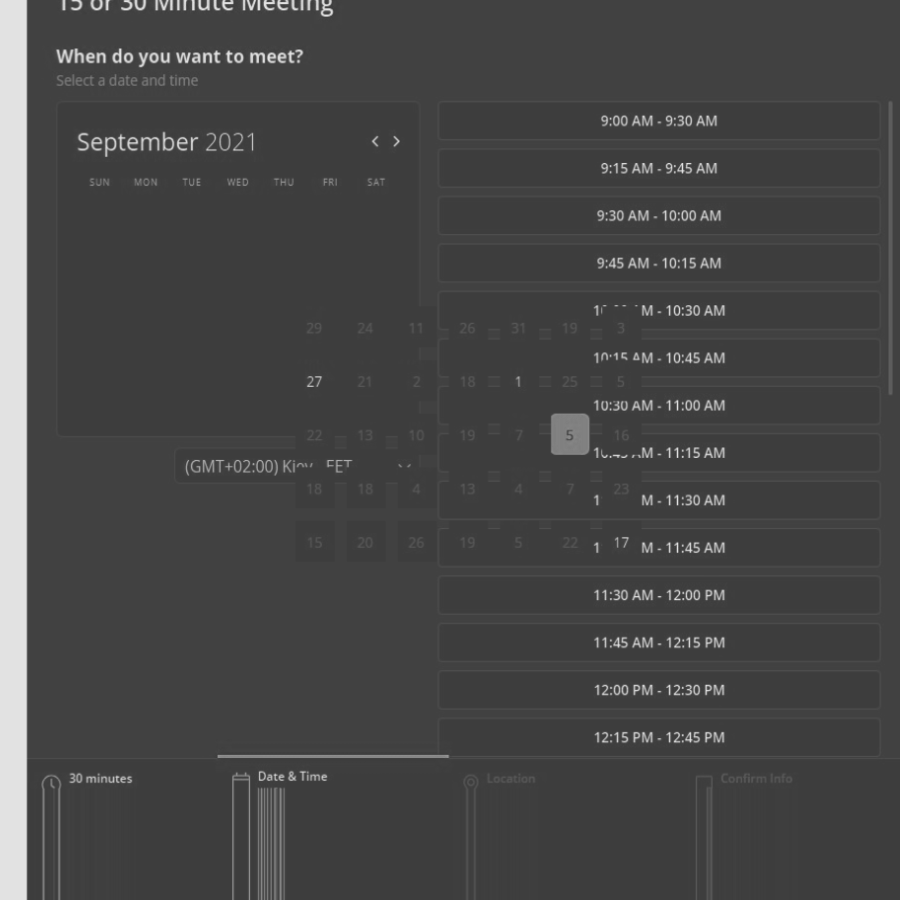 15 or 30 Minute Meeting
When do you want to meet?
Select a date and time
September 2021
SUN MON TUE WED THU FRI SAT
29 24 11 26 31 19 3
27 21 2 18 1 25 5
22 13 10 19 7 5 16
18 18 4 13 4 7 23
15 20 26 19 5 22 17
(GMT+02:00) Kiev EET
9:00 AM - 9:30 AM
9:15 AM - 9:45 AM
9:30 AM - 10:00 AM
9:45 AM - 10:15 AM
M - 10:30 AM
10:15 AM - 10:45 AM
10:30 AM - 11:00 AM
10:45 AM - 11:15 AM
M - 11:30 AM
M - 11:45 AM
11:30 AM - 12:00 PM
11:45 AM - 12:15 PM
12:00 PM - 12:30 PM
12:15 PM - 12:45 PM
30 minutes
Date & Time
Location
Confirm Info